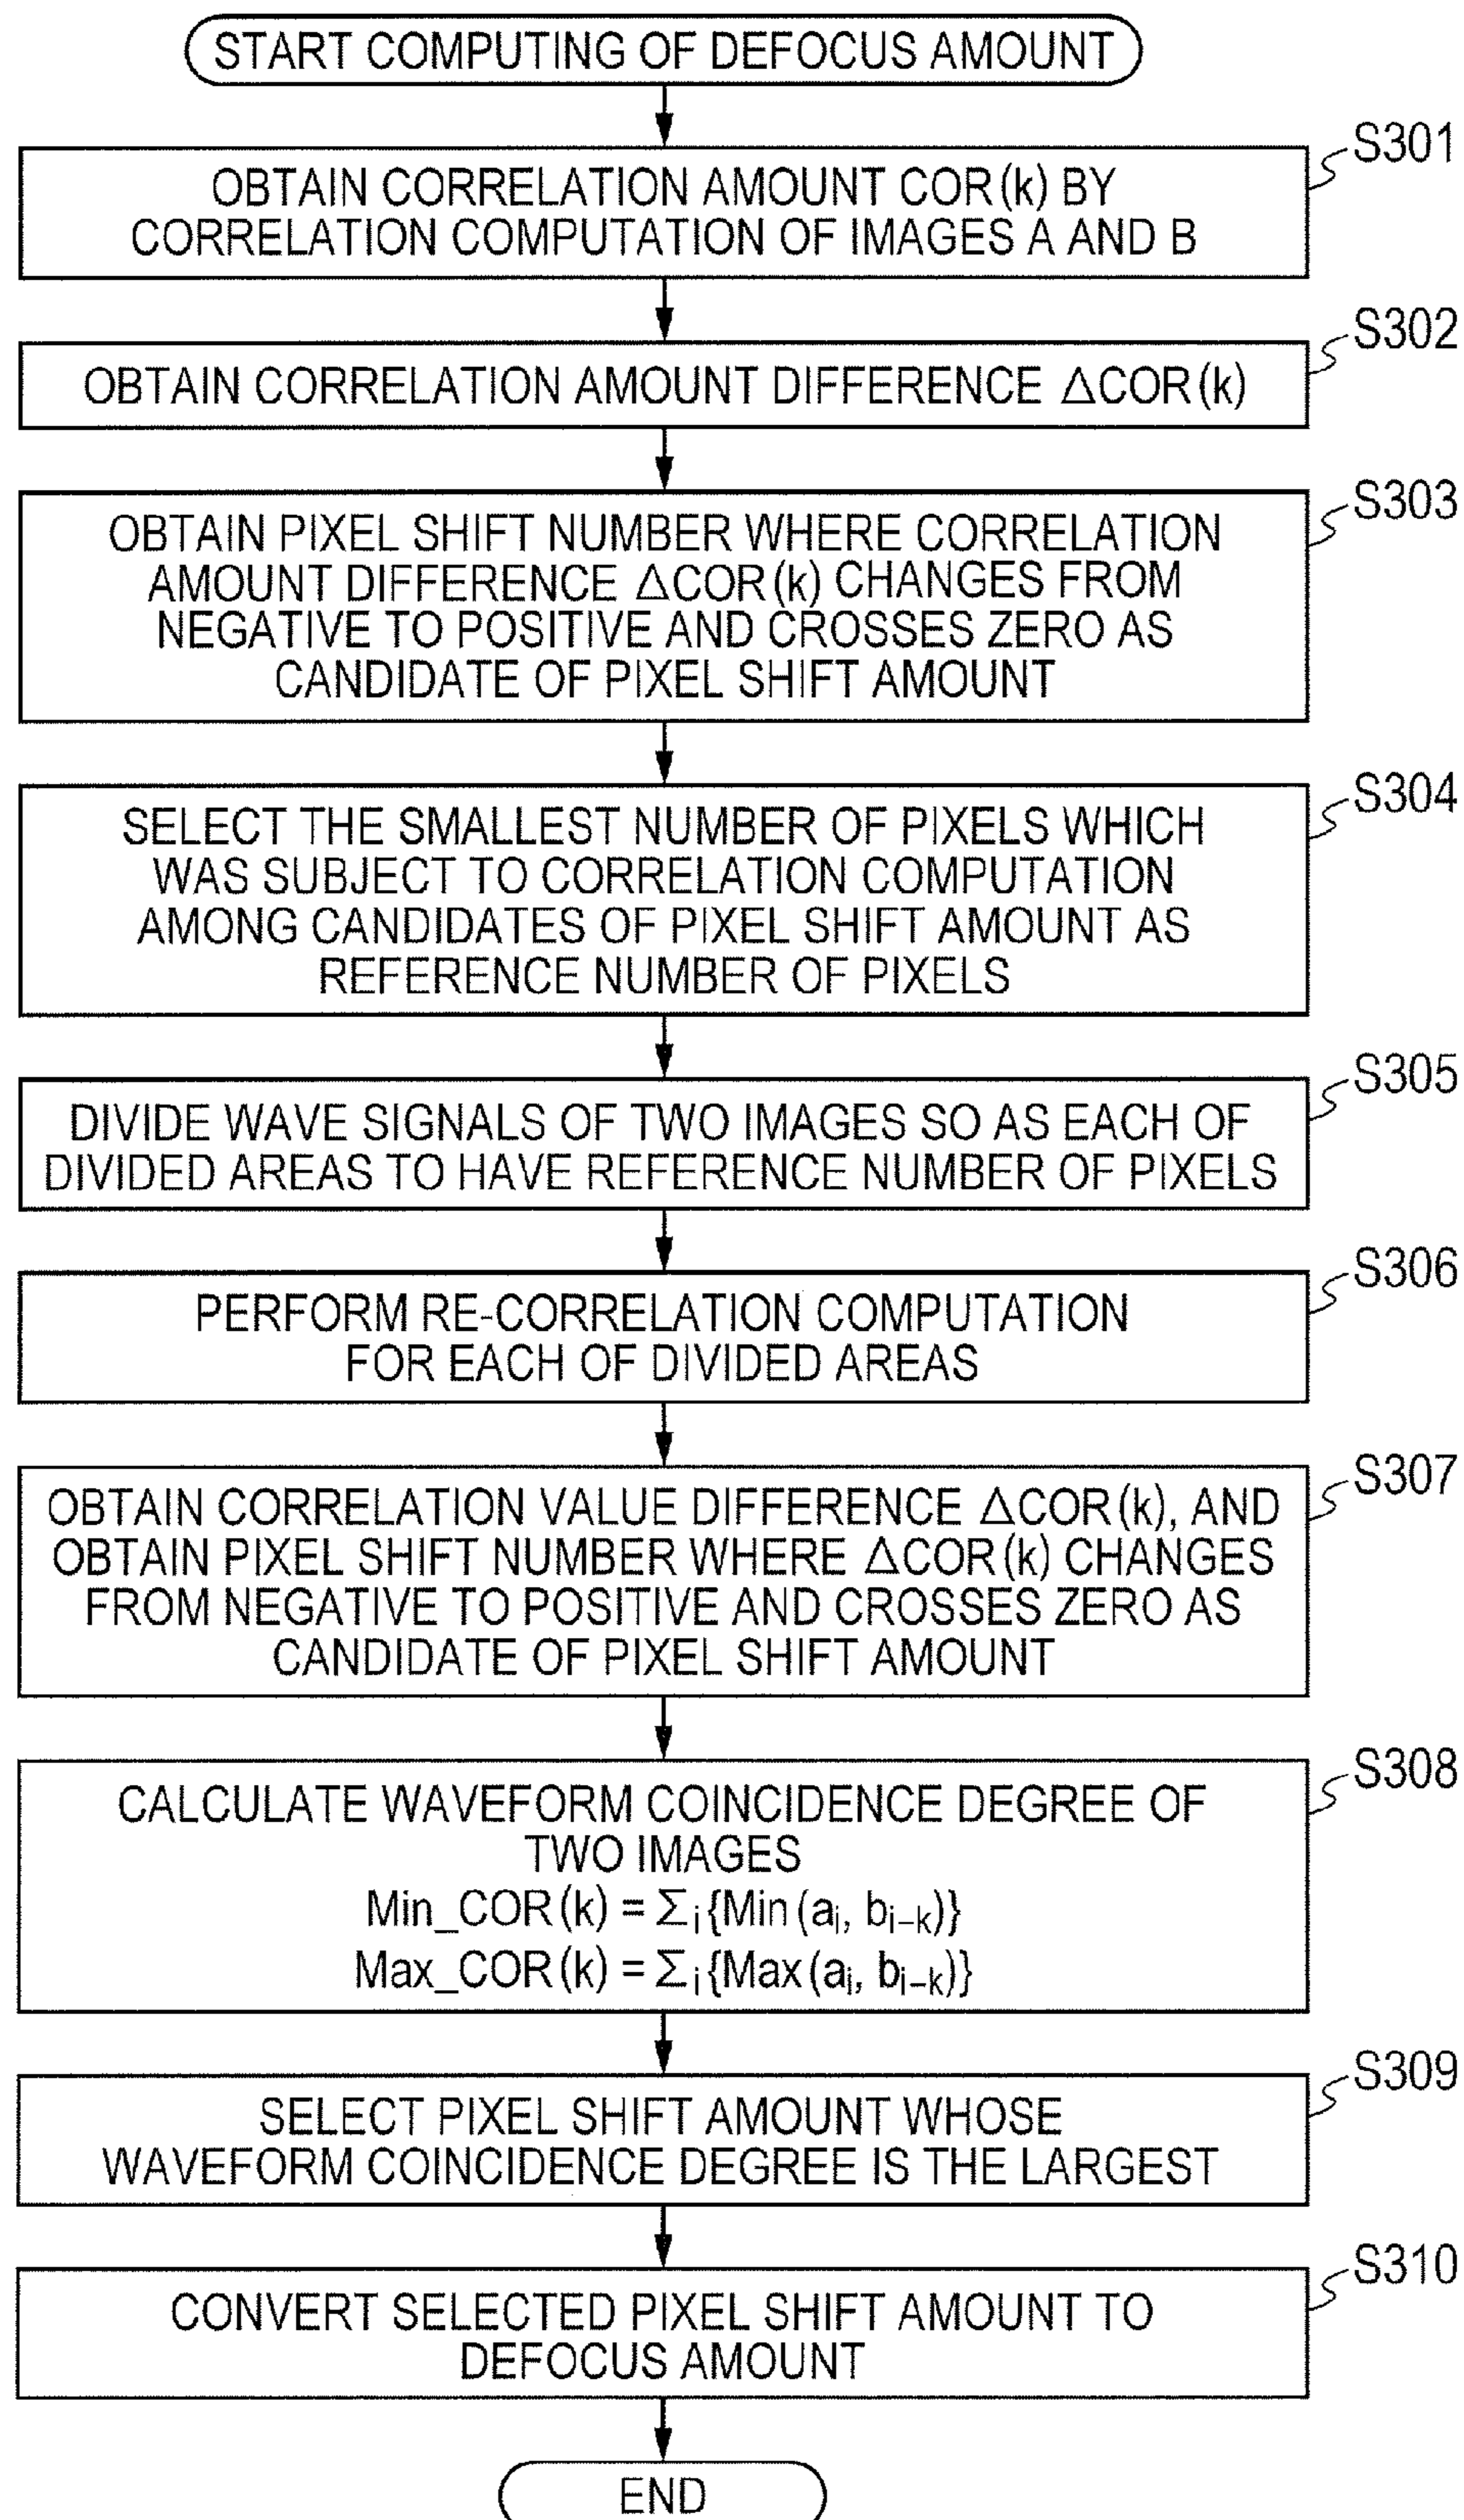 START COMPUTING OF DEFOCUS AMOUNT
S301
OBTAIN CORRELATION AMOUNT COR(k) BY
CORRELATION COMPUTATION OF IMAGES A AND B
S302
OBTAIN CORRELATION AMOUNT DIFFERENCE ΔCOR(k)
S303
OBTAIN PIXEL SHIFT NUMBER WHERE CORRELATION
AMOUNT DIFFERENCE ΔCOR(k) CHANGES FROM
NEGATIVE TO POSITIVE AND CROSSES ZERO AS
CANDIDATE OF PIXEL SHIFT AMOUNT
S304
SELECT THE SMALLEST NUMBER OF PIXELS WHICH
WAS SUBJECT TO CORRELATION COMPUTATION
AMONG CANDIDATES OF PIXEL SHIFT AMOUNT AS
REFERENCE NUMBER OF PIXELS
S305
DIVIDE WAVE SIGNALS OF TWO IMAGES SO AS EACH OF
DIVIDED AREAS TO HAVE REFERENCE NUMBER OF PIXELS
S306
PERFORM RE-CORRELATION COMPUTATION
FOR EACH OF DIVIDED AREAS
S307
OBTAIN CORRELATION VALUE DIFFERENCE ΔCOR(k), AND
OBTAIN PIXEL SHIFT NUMBER WHERE ΔCOR(k) CHANGES
FROM NEGATIVE TO POSITIVE AND CROSSES ZERO AS
CANDIDATE OF PIXEL SHIFT AMOUNT
S308
CALCULATE WAVEFORM COINCIDENCE DEGREE OF
TWO IMAGES
Min_COR(k) = Σi{Min(ai, bi-k)}
Max_COR(k) = Σi{Max(ai, bi-k)}
S309
SELECT PIXEL SHIFT AMOUNT WHOSE
WAVEFORM COINCIDENCE DEGREE IS THE LARGEST
S310
CONVERT SELECTED PIXEL SHIFT AMOUNT TO
DEFOCUS AMOUNT
END